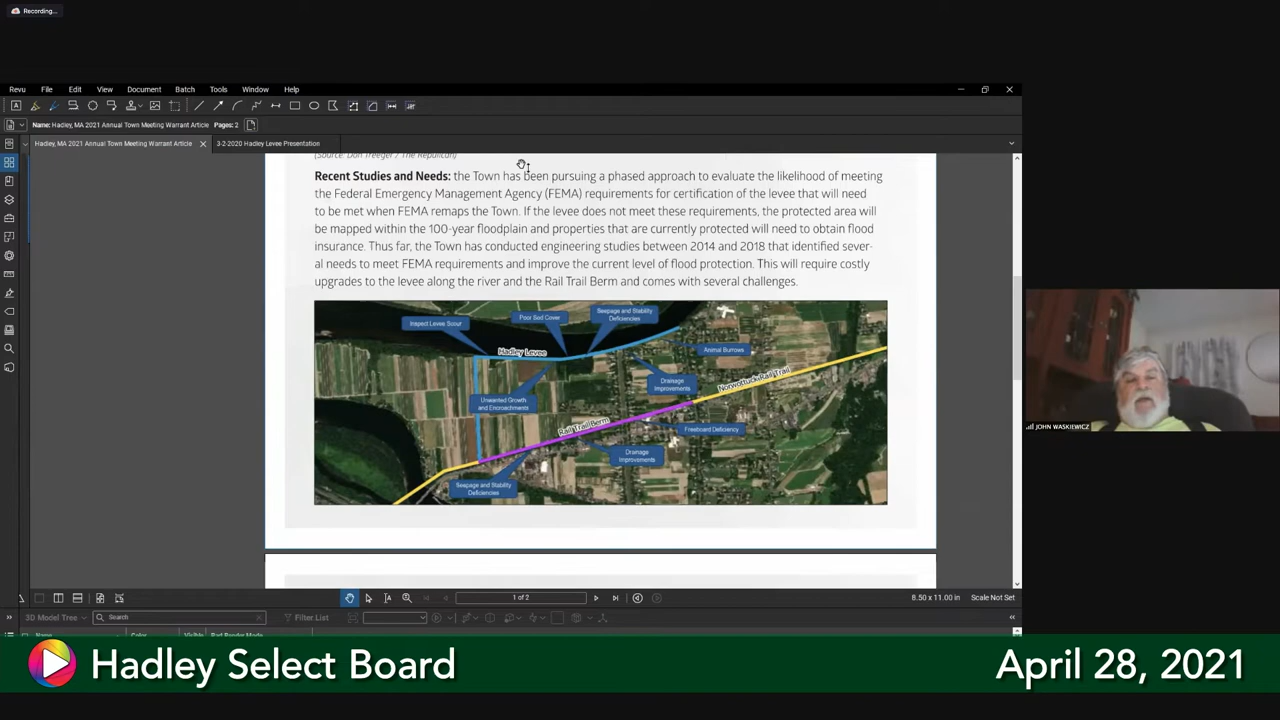 Recording...
Revu File Edit View Document Batch Tools Window Help
Name: Hadley, MA 2021 Annual Town Meeting Warrant Article Pages: 2
Hadley, MA 2021 Annual Town Meeting Warrant Article 3-2-2020 Hadley Levee Presentation
(Source: Don Treeger / The Republican)
Recent Studies and Needs: the Town has been pursuing a phased approach to evaluate the likelihood of meeting
the Federal Emergency Management Agency (FEMA) requirements for certification of the levee that will need
to be met when FEMA remaps the Town. If the levee does not meet these requirements, the protected area will
be mapped within the 100-year floodplain and properties that are currently protected will need to obtain flood
insurance. Thus far, the Town has conducted engineering studies between 2014 and 2018 that identified sever-
al needs to meet FEMA requirements and improve the current level of flood protection. This will require costly
upgrades to the levee along the river and the Rail Trail Berm and comes with several challenges.
Inspect Levee Scour
Poor Sod Cover
Seepage and Stability
Deficiencies
Hadley Levee
Animal Burrows
Drainage
Improvements
Norwottuck Rail Trail
Unwanted Growth
and Encroachments
Rail Trail Berm
Freeboard Deficiency
Drainage
Improvements
Seepage and Stability
Deficiencies
JOHN WASKIEWICZ
1 of 2
8.50 x 11.00 in Scale Not Set
3D Model Tree Search Filter List
Name Color Visible
Hadley Select Board April 28, 2021